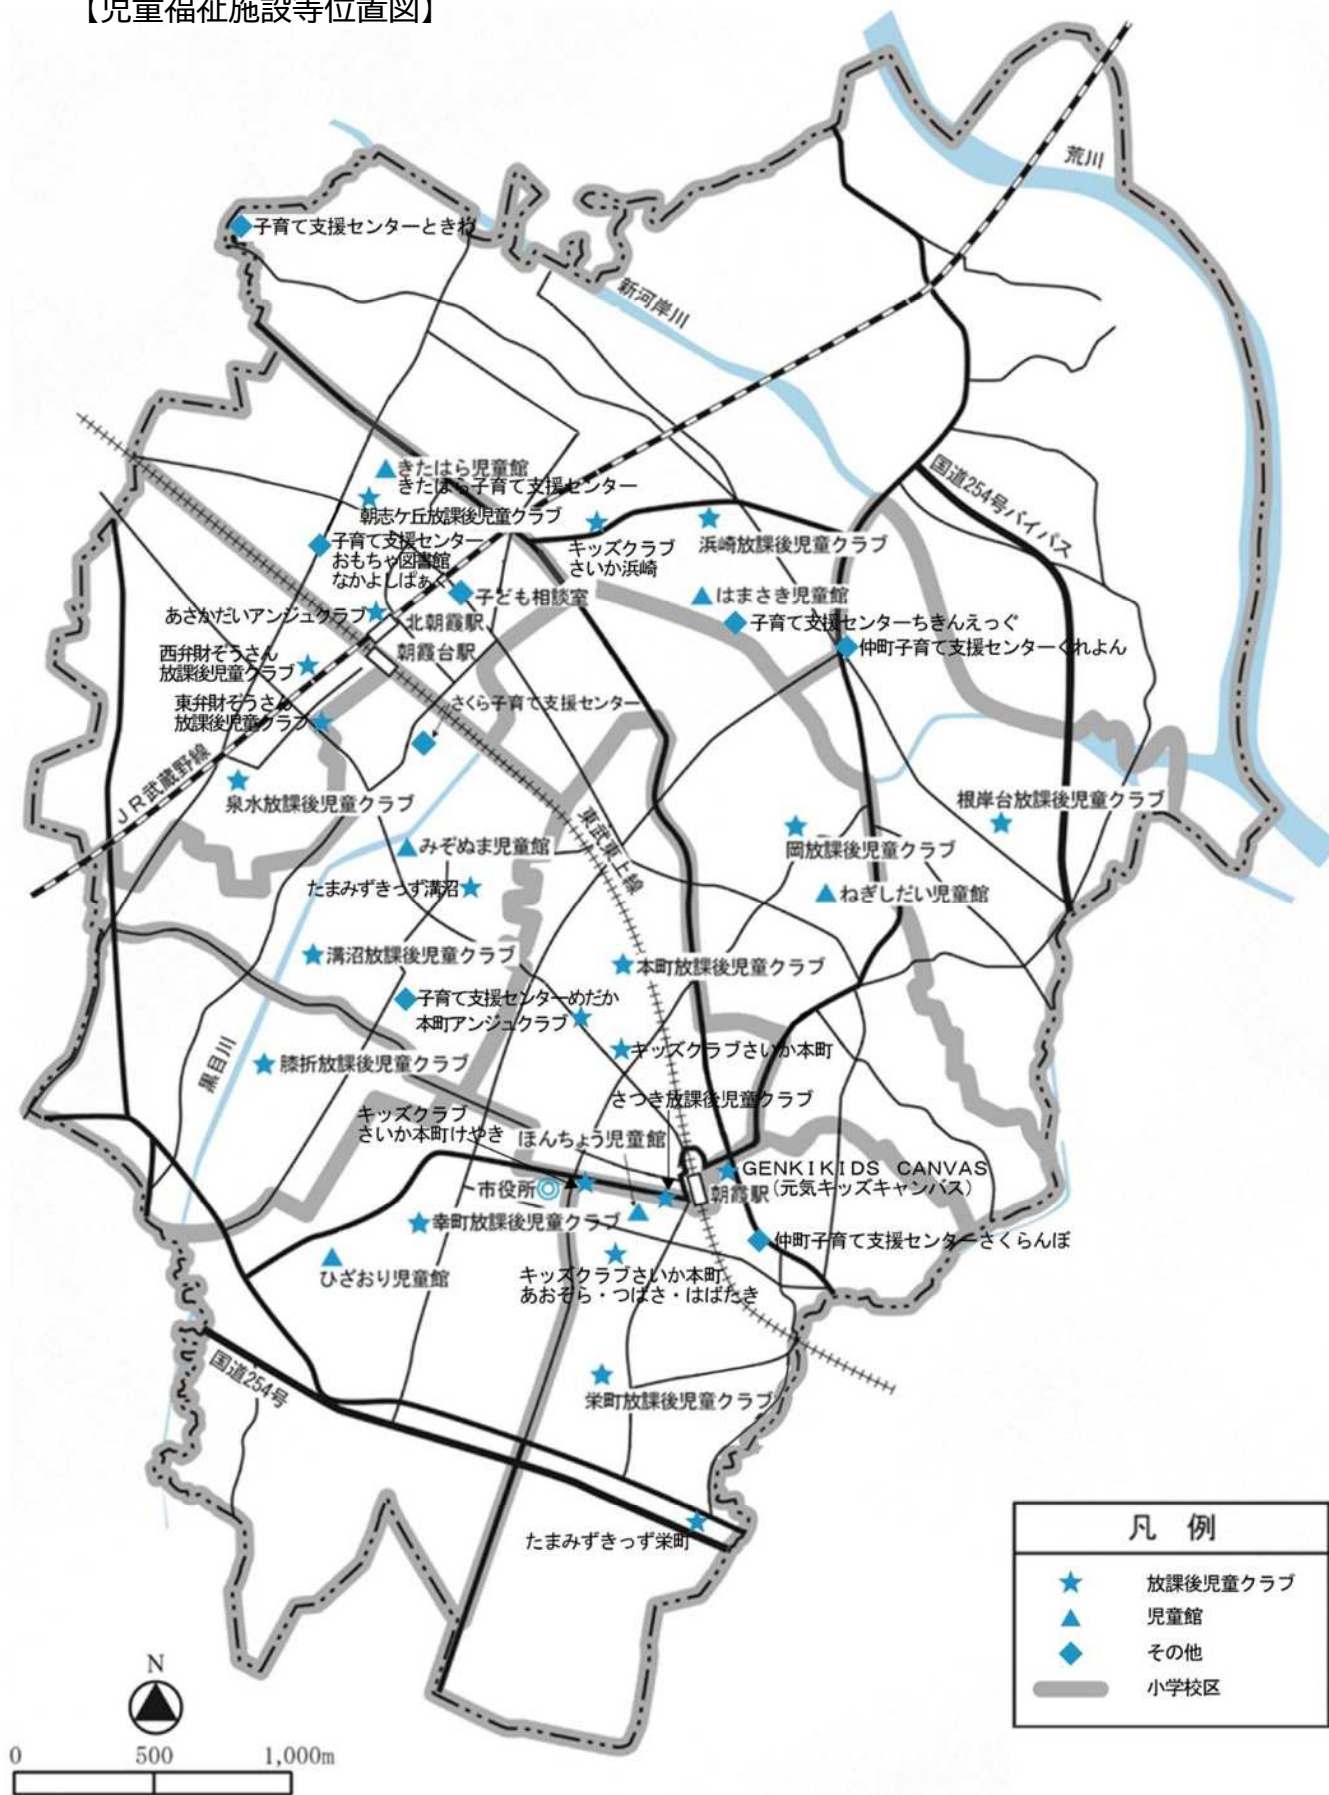 【児童福祉施設等位置図】
荒川
子育て支援センターときわ
新河岸川
きたはら児童館
きたはら子育て支援センター
国道254号バイパス
朝志ケ丘放課後児童クラブ
キッズクラブ
さいか浜崎
浜崎放課後児童クラブ
子育て支援センター
おもちゃ図書館
なかよしぱぁく
子ども相談室
はまさき児童館
あさかだいアンジュクラブ
北朝霞駅
子育て支援センターちきんえっぐ
朝霞台駅
仲町子育て支援センターくれよん
西弁財ぞうさん
放課後児童クラブ
東弁財ぞうさん
放課後児童クラブ
さくら子育て支援センター
JR武蔵野線
泉水放課後児童クラブ
東武東上線
根岸台放課後児童クラブ
みぞぬま児童館
岡放課後児童クラブ
たまみずきっず溝沼
ねぎしだい児童館
溝沼放課後児童クラブ
本町放課後児童クラブ
子育て支援センターめだか
本町アンジュクラブ
黒目川
膝折放課後児童クラブ
キッズクラブさいか本町
さつき放課後児童クラブ
キッズクラブ
さいか本町けやき
ほんちょう児童館
GENKIKIDS CANVAS
(元気キッズキャンバス)
市役所
朝霞駅
幸町放課後児童クラブ
仲町子育て支援センターさくらんぼ
ひざおり児童館
キッズクラブさいか本町
あおぞら・つばさ・はばたき
国道254号
栄町放課後児童クラブ
たまみずきっず栄町
凡 例
放課後児童クラブ
児童館
その他
小学校区
N
0 500 1,000m